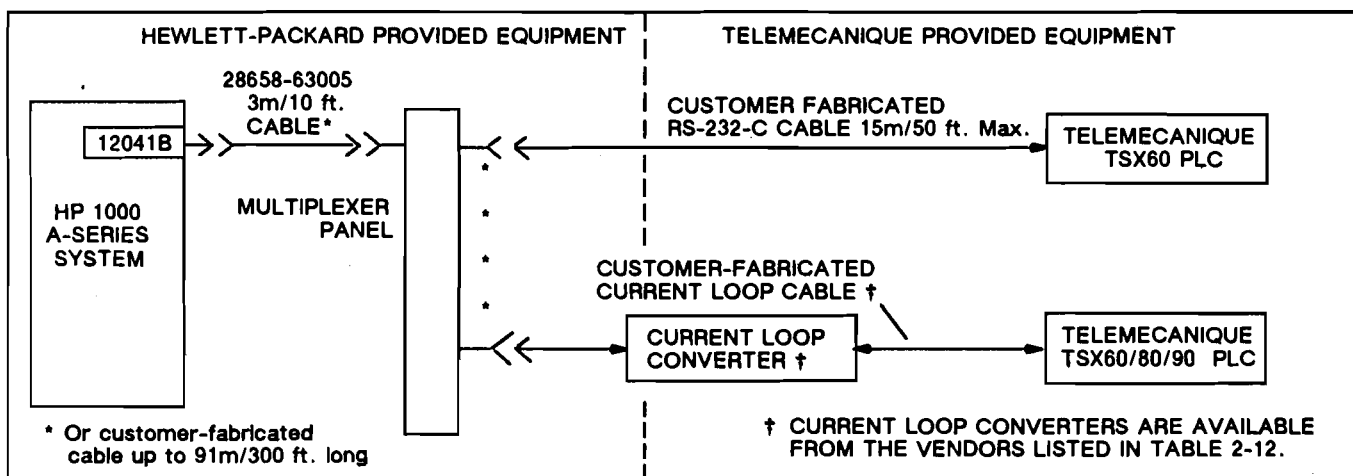 HEWLETT-PACKARD PROVIDED EQUIPMENT
TELEMECANIQUE PROVIDED EQUIPMENT
28658-63005
3m/10 ft.
CABLE*
12041B
HP 1000
A-SERIES
SYSTEM
MULTIPLEXER
PANEL
CUSTOMER FABRICATED
RS-232-C CABLE 15m/50 ft. Max.
TELEMECANIQUE
TSX60 PLC
*
*
*
*
CUSTOMER-FABRICATED
CURRENT LOOP CABLE †
CURRENT LOOP
CONVERTER †
TELEMECANIQUE
TSX60/80/90 PLC
* Or customer-fabricated
cable up to 91m/300 ft. long
† CURRENT LOOP CONVERTERS ARE AVAILABLE
FROM THE VENDORS LISTED IN TABLE 2-12.